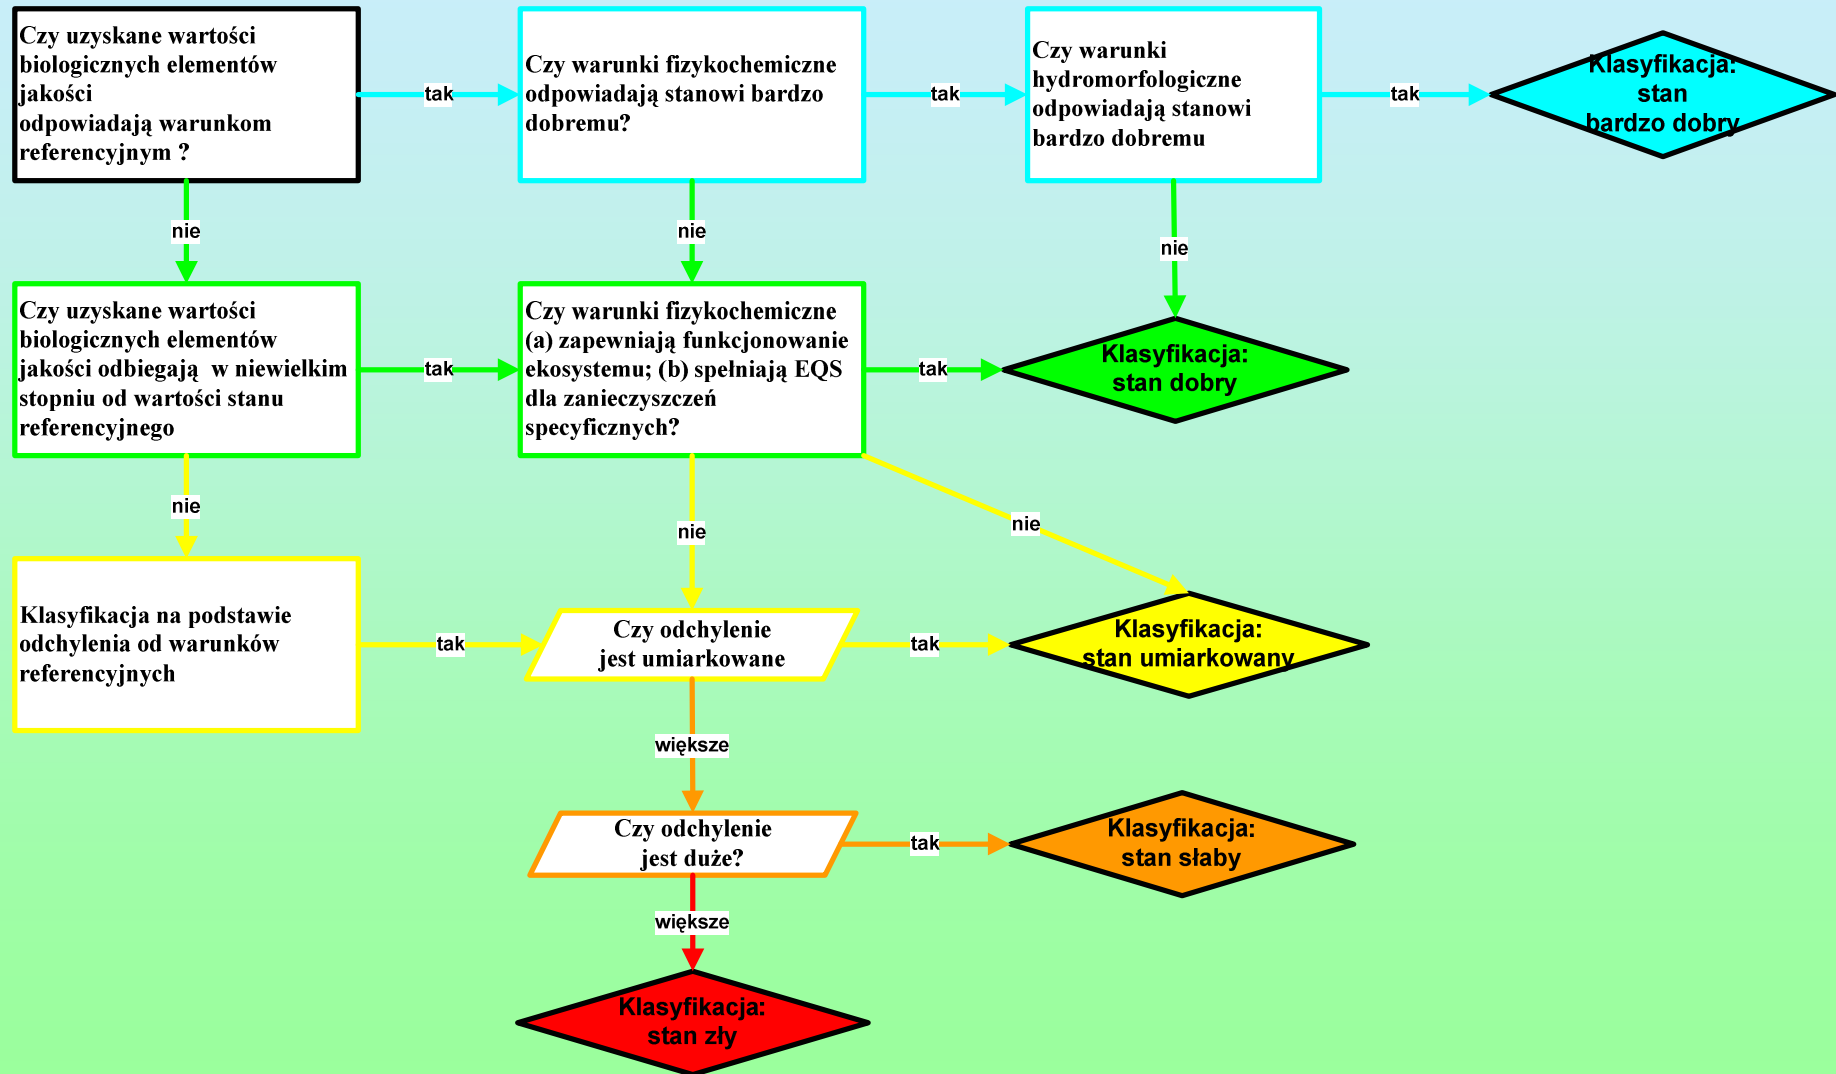 Czy uzyskane wartości
biologicznych elementów
jakości
odpowiadają warunkom
referencyjnym ?
tak
Czy warunki fizykochemiczne
odpowiadają stanowi bardzo
dobremu?
tak
Czy warunki
hydromorfologiczne
odpowiadają stanowi
bardzo dobremu
tak
Klasyfikacja:
stan
bardzo dobry
nie
nie
nie
Czy uzyskane wartości
biologicznych elementów
jakości odbiegają  w niewielkim
stopniu od wartości stanu
referencyjnego
tak
Czy warunki fizykochemiczne
(a) zapewniają funkcjonowanie
ekosystemu; (b) spełniają EQS
dla zanieczyszczeń
specyficznych?
tak
Klasyfikacja:
stan dobry
nie
nie
nie
Klasyfikacja na podstawie
odchylenia od warunków
referencyjnych
tak
Czy odchylenie
jest umiarkowane
tak
Klasyfikacja:
stan umiarkowany
większe
Czy odchylenie
jest duże?
tak
Klasyfikacja:
stan słaby
większe
Klasyfikacja:
stan zły